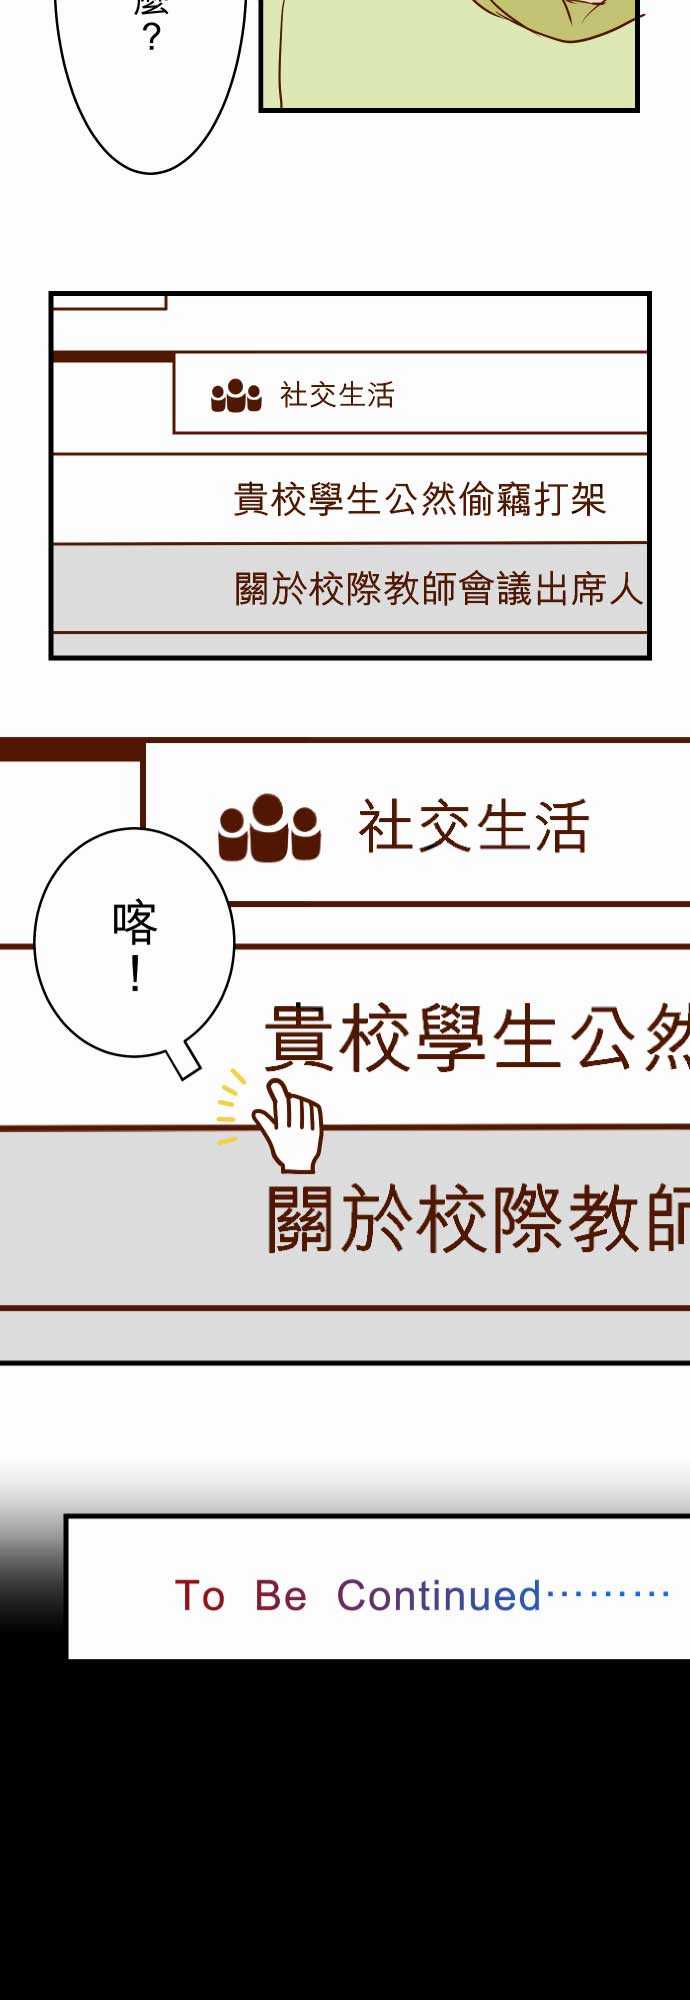 麼？
社交生活
貴校學生公然偷竊打架
關於校際教師會議出席人
社交生活
喀！
貴校學生公然
關於校際教師
To Be Continued………